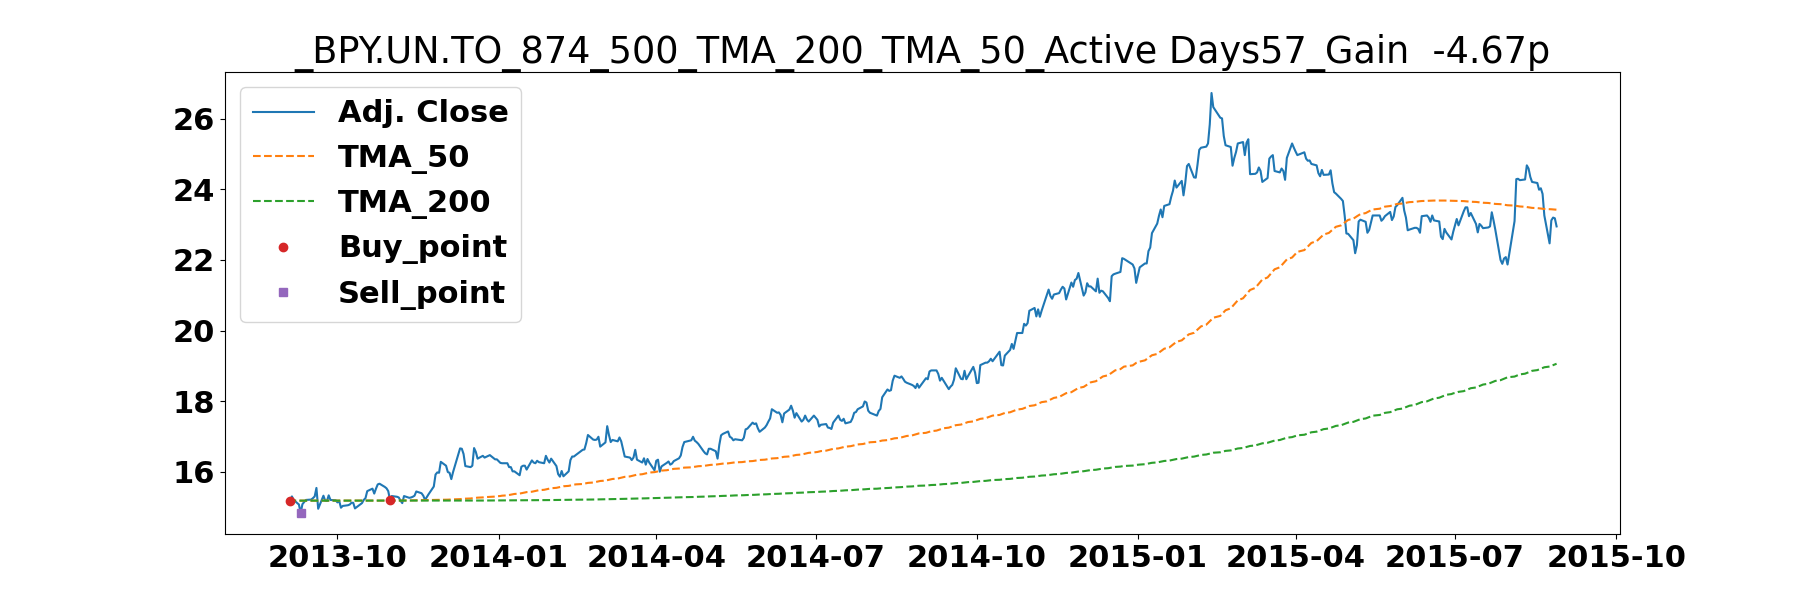 _BPY.UN.TO_874_500_TMA_200_TMA_50_Active Days57_Gain  -4.67p
Adj. Close
TMA_50
TMA_200
Buy_point
Sell_point
26
24
22
20
18
16
2013-10 2014-01 2014-04 2014-07 2014-10 2015-01 2015-04 2015-07 2015-10